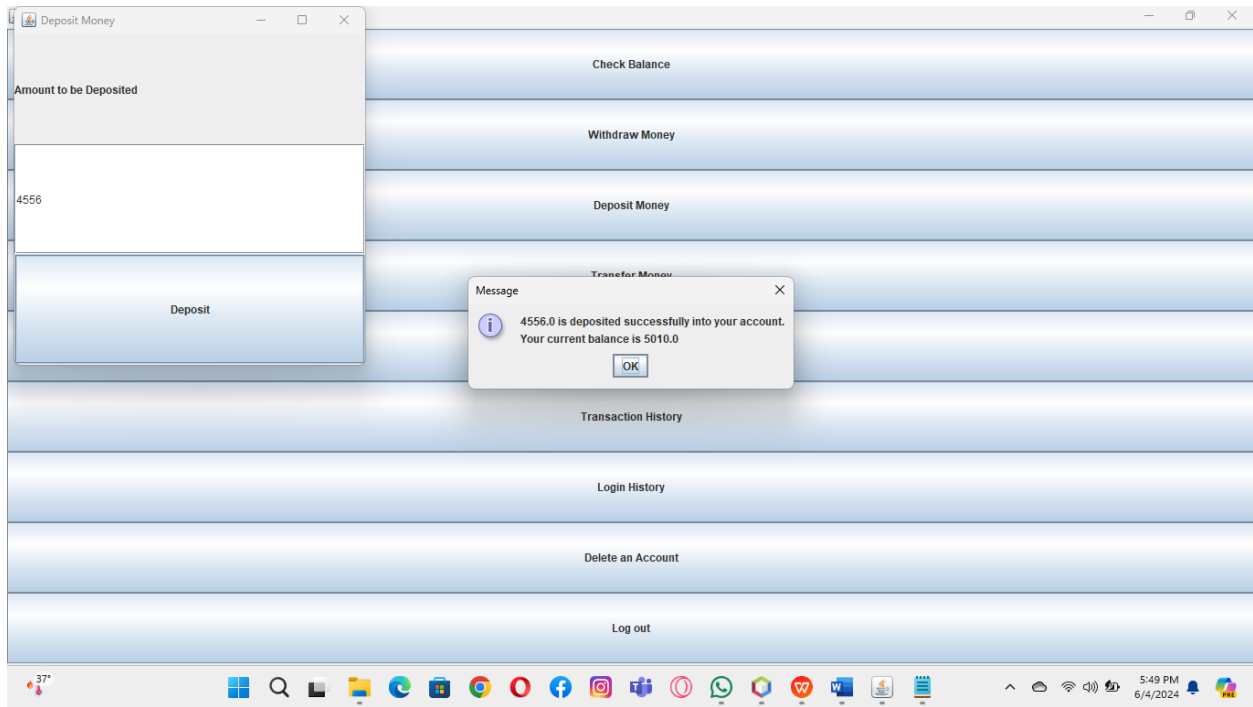 Deposit Money
Amount to be Deposited
4556
Deposit
Check Balance
Withdraw Money
Deposit Money
Transfer Money
Message
4556.0 is deposited successfully into your account.
Your current balance is 5010.0
OK
Transaction History
Login History
Delete an Account
Log out
37°
5:49 PM
6/4/2024
PRE